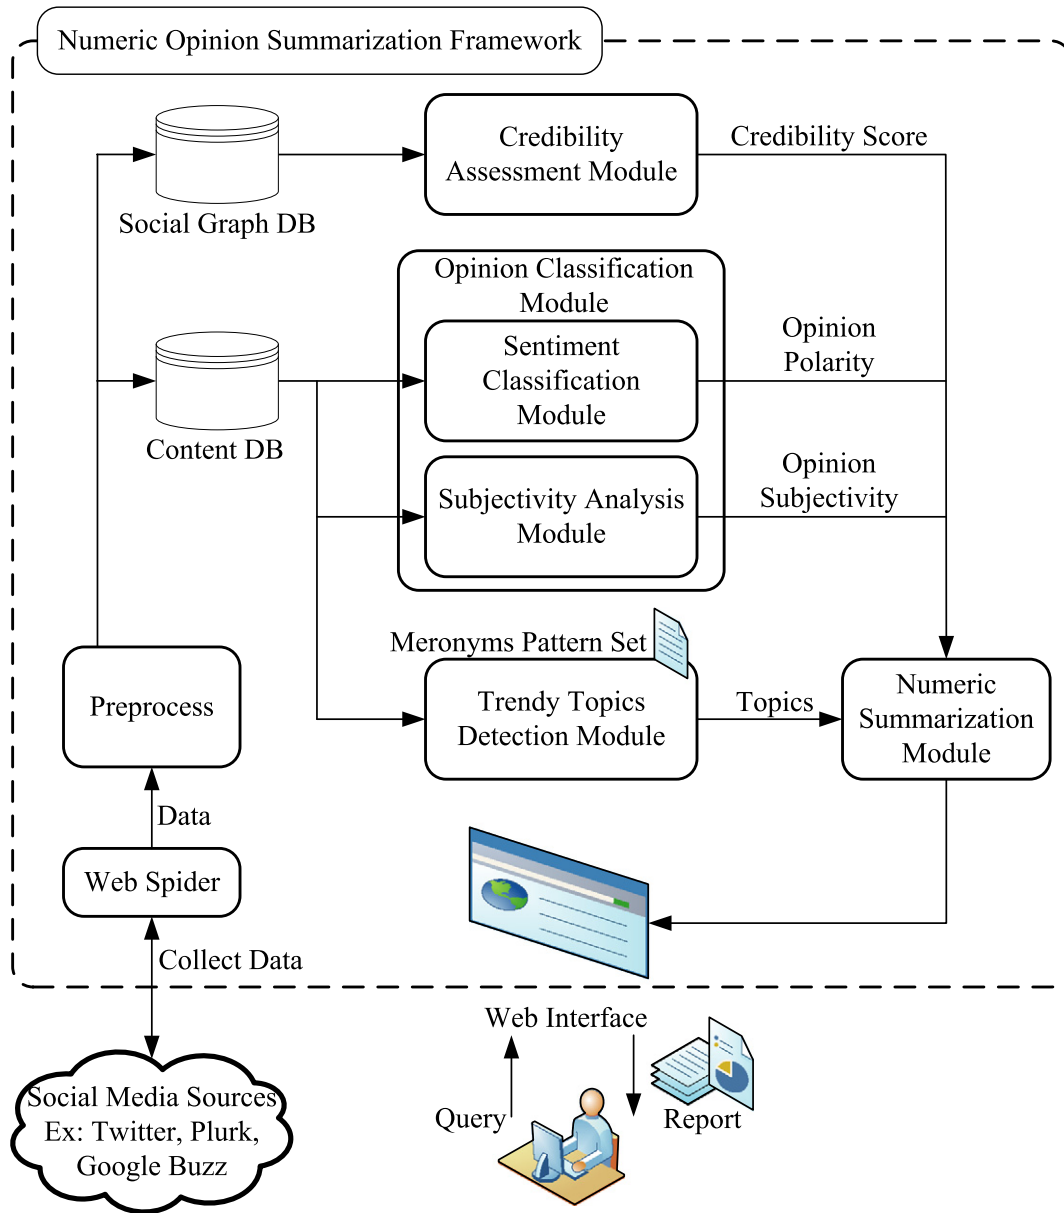 Numeric Opinion Summarization Framework
Credibility
Assessment Module
Credibility Score
Social Graph DB
Opinion Classification
Module
Sentiment
Classification
Module
Opinion
Polarity
Content DB
Subjectivity Analysis
Module
Opinion
Subjectivity
Meronyms Pattern Set
Trendy Topics
Detection Module
Topics
Numeric
Summarization
Module
Preprocess
Data
Web Spider
Collect Data
Social Media Sources
Ex: Twitter, Plurk,
Google Buzz
Web Interface
Query
Report